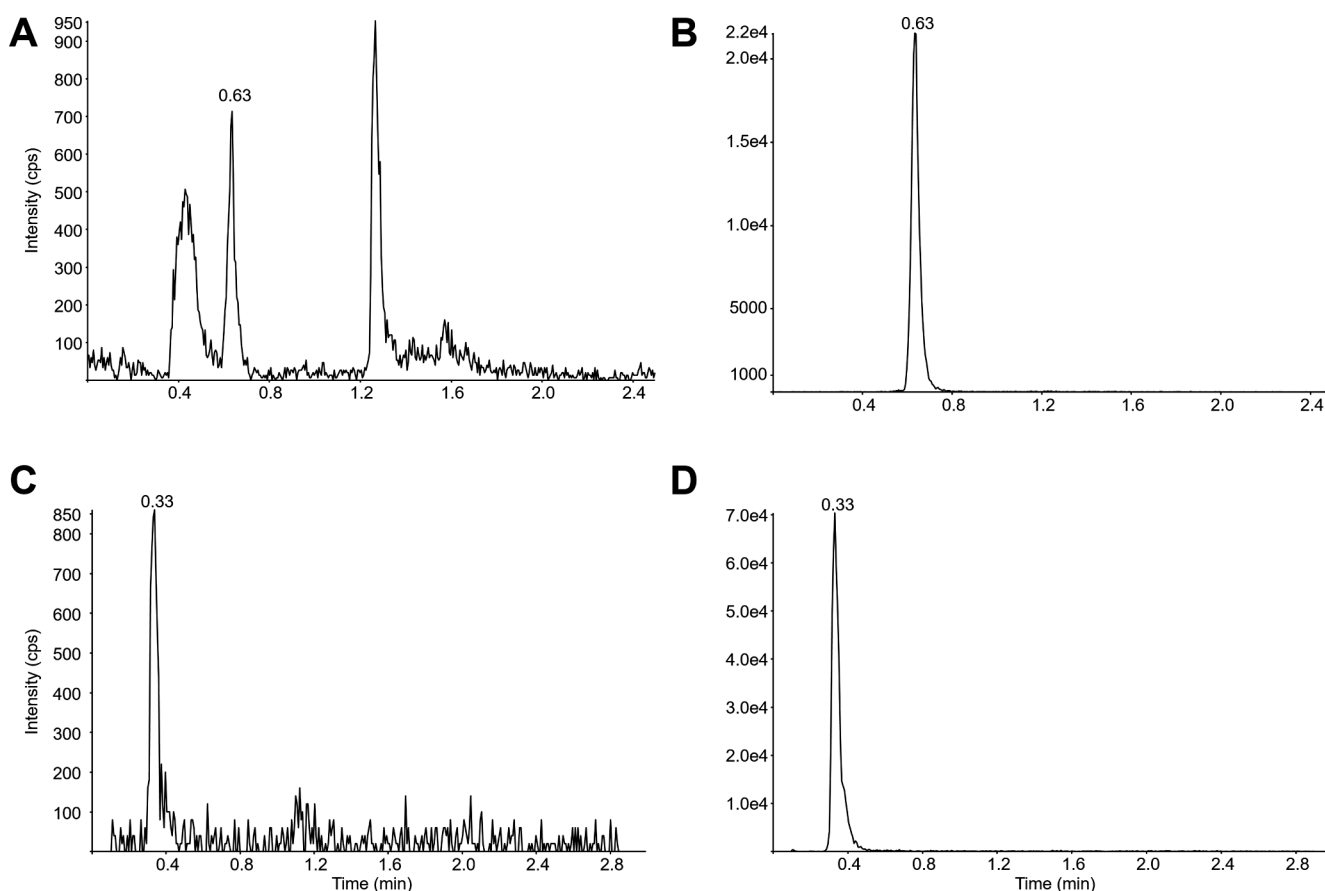 A
950
900
800
700
600
500
400
300
200
100
Intensity (cps)
0.63
0.4
0.8
1.2
1.6
2.0
2.4
B
2.2e4
2.0e4
1.5e4
1.0e4
5000
1000
0.63
0.4
0.8
1.2
1.6
2.0
2.4
C
850
800
700
600
500
400
300
200
100
Intensity (cps)
0.33
0.4
0.8
1.2
1.6
2.0
2.4
2.8
Time (min)
D
7.0e4
6.0e4
5.0e4
4.0e4
3.0e4
2.0e4
1.0e4
0.33
0.4
0.8
1.2
1.6
2.0
2.4
2.8
Time (min)